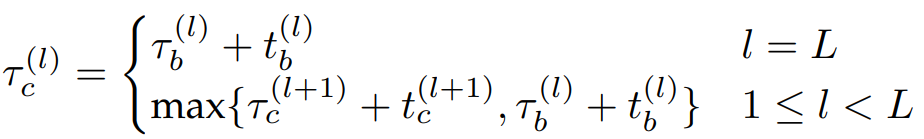 τ_c^{(l)} = { τ_b^{(l)} + t_b^{(l)}    l = L
max{τ_c^{(l+1)} + t_c^{(l+1)}, τ_b^{(l)} + t_b^{(l)}}    1 ≤ l < L